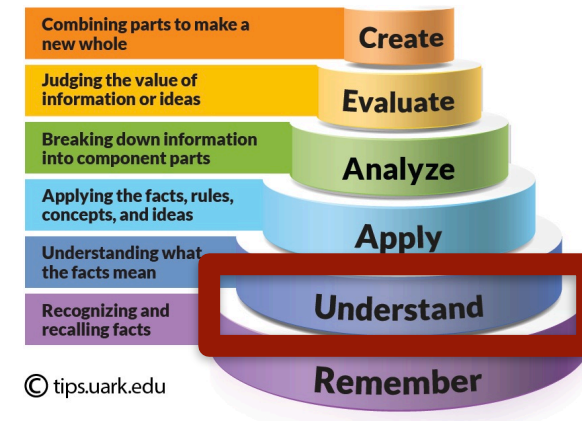 Combining parts to make a
new whole
Create
Judging the value of
information or ideas
Evaluate
Breaking down information
into component parts
Analyze
Applying the facts, rules,
concepts, and ideas
Apply
Understanding what
the facts mean
Understand
Recognizing and
recalling facts
Remember
© tips.uark.edu